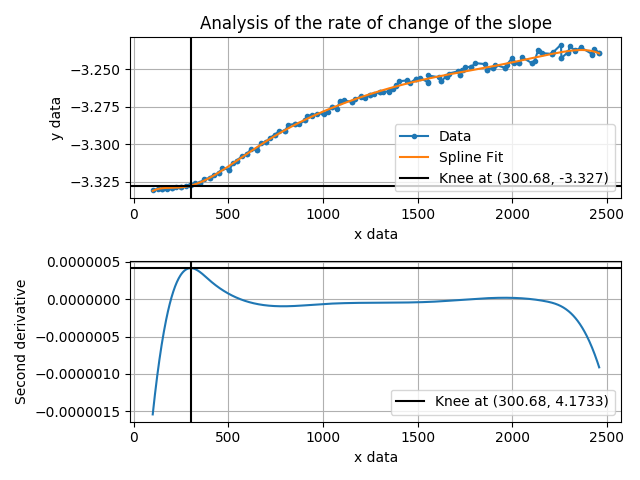 Analysis of the rate of change of the slope
−3.250
−3.275
−3.300
−3.325
y data
Data
Spline Fit
Knee at (300.68, -3.327)
0
500
1000
1500
2000
2500
x data
0.0000005
0.0000000
−0.0000005
−0.0000010
−0.0000015
Second derivative
Knee at (300.68, 4.1733)
0
500
1000
1500
2000
2500
x data